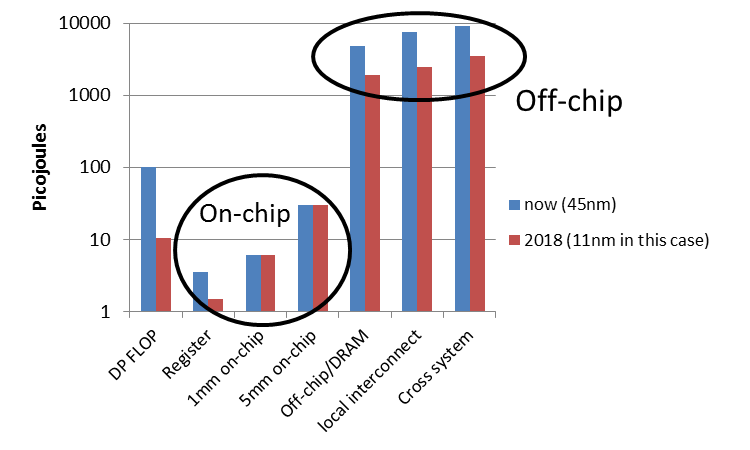 10000
1000
100
10
1
Picojoules
On-chip
Off-chip
now (45nm)
2018 (11nm in this case)
DP FLOP
Register
1mm on-chip
5mm on-chip
Off-chip/DRAM
local interconnect
Cross system